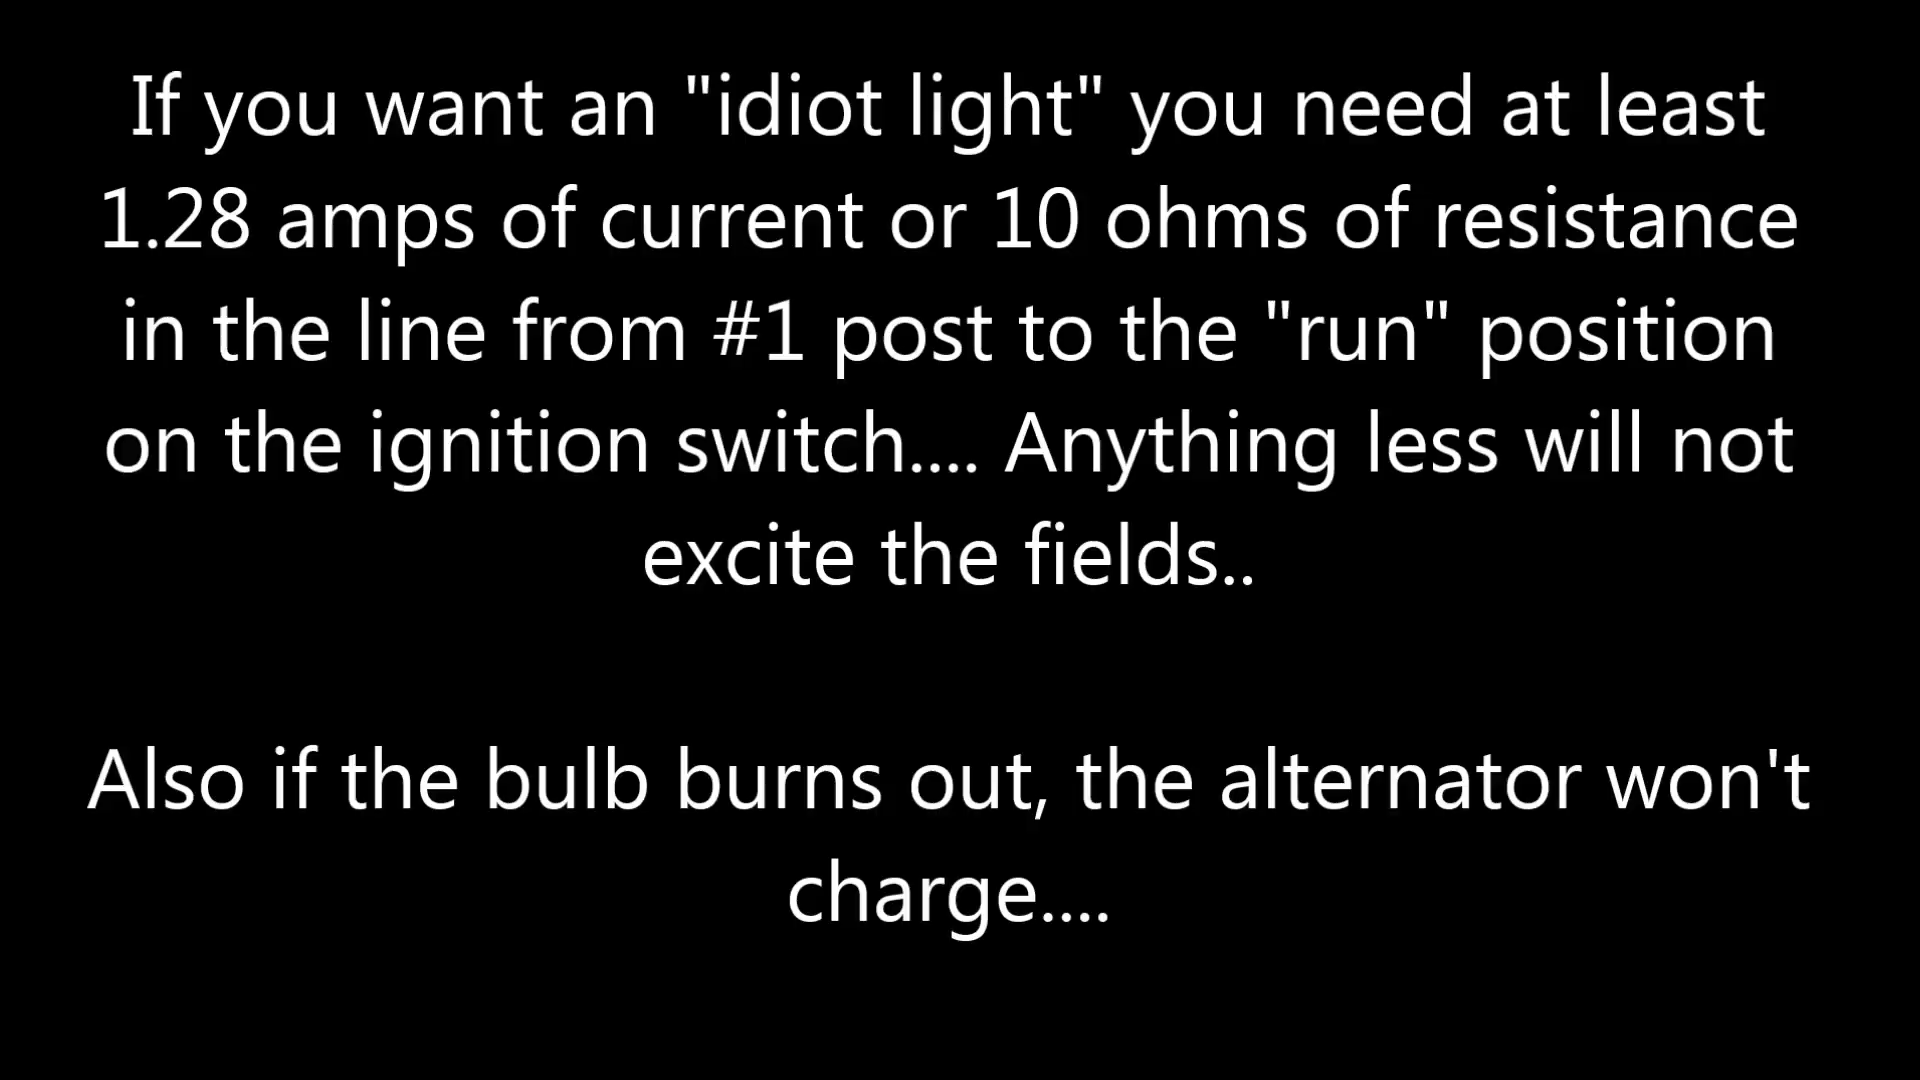 If you want an "idiot light" you need at least
1.28 amps of current or 10 ohms of resistance
in the line from #1 post to the "run" position
on the ignition switch.... Anything less will not
excite the fields..
Also if the bulb burns out, the alternator won't
charge....